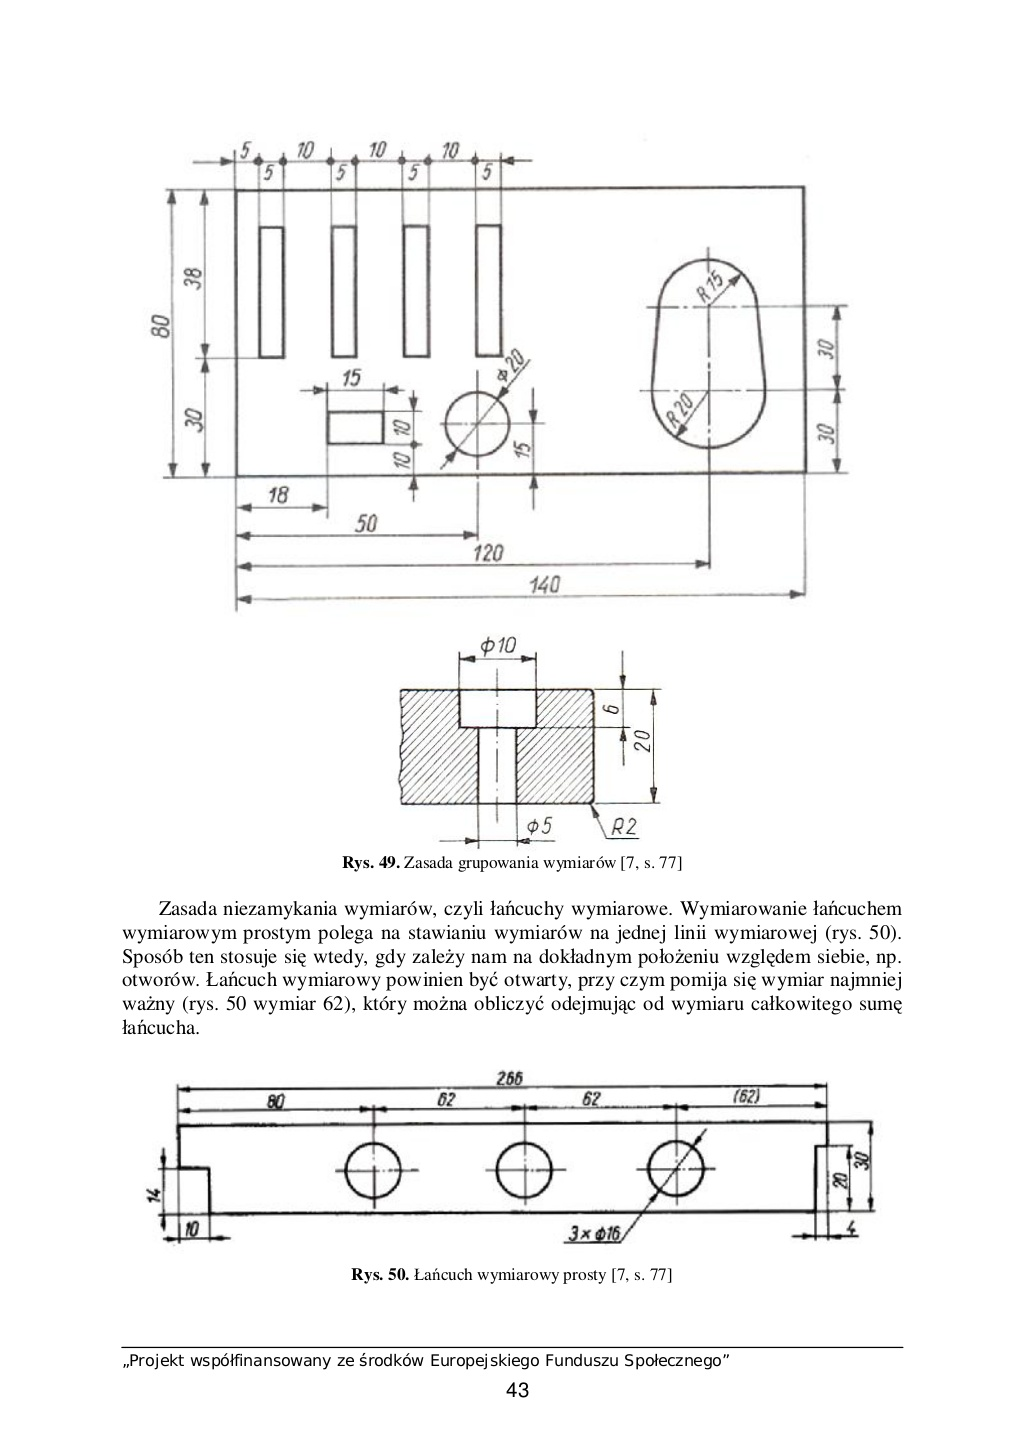 5 10 10 10
5 5 5 5
38
80
R 15
30
15
ϕ 20
30
10
R 20
15
30
10
18
50
120
140
ϕ10
6
20
ϕ5
R2
Rys. 49. Zasada grupowania wymiarów [7, s. 77]
Zasada niezamykania wymiarów, czyli łańcuchy wymiarowe. Wymiarowanie łańcuchem
wymiarowym prostym polega na stawianiu wymiarów na jednej linii wymiarowej (rys. 50).
Sposób ten stosuje się wtedy, gdy zależy nam na dokładnym położeniu względem siebie, np.
otworów. Łańcuch wymiarowy powinien być otwarty, przy czym pomija się wymiar najmniej
ważny (rys. 50 wymiar 62), który można obliczyć odejmując od wymiaru całkowitego sumę
łańcucha.
266
80 62 62 (62)
30
20
14
10
3×ϕ16
4
Rys. 50. Łańcuch wymiarowy prosty [7, s. 77]
„Projekt współfinansowany ze środków Europejskiego Funduszu Społecznego”
43